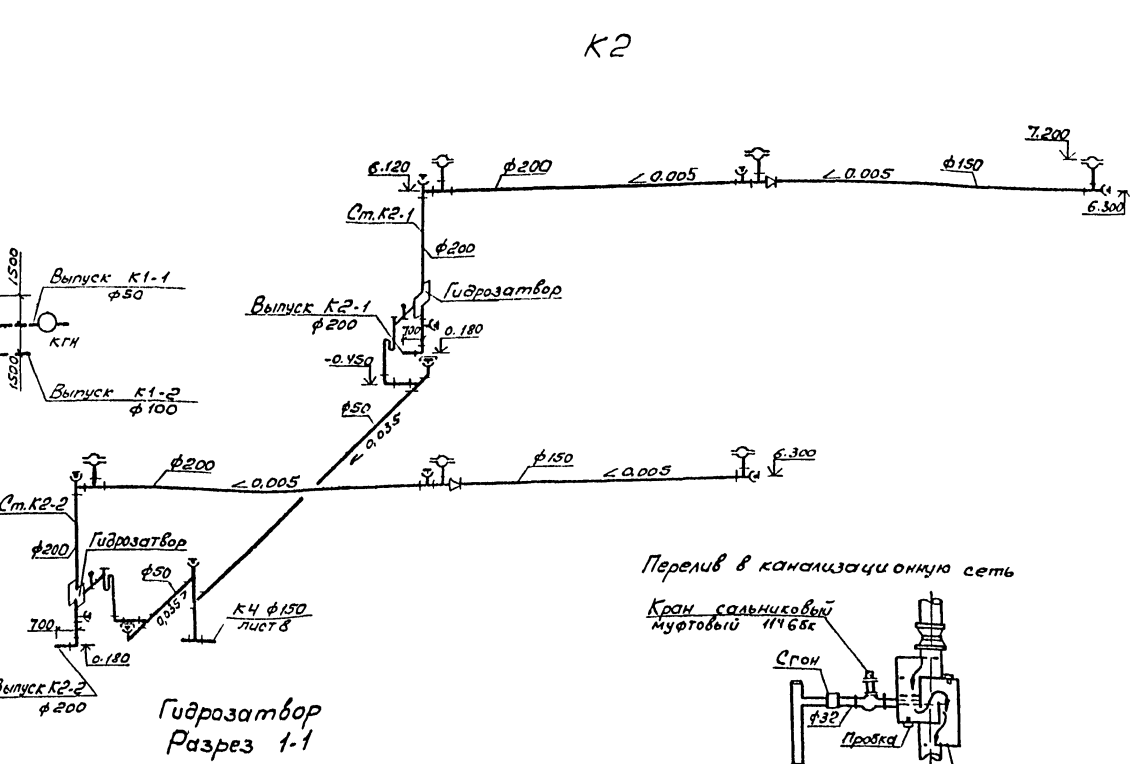 К2
7.200
6.120
ф200
∠0.005
∠0.005
ф150
6.300
Ст.К2-1
ф200
1500
Выпуск К1-1
ф50
Гидрозатвор
Выпуск К2-1
ф200
700
0.180
КГН
-0.450
1500
Выпуск К1-2
ф100
ф50
0,035
ф200
∠0.005
ф150
∠0.005
6.300
Ст.К2-2
ф200
Гидрозатвор
ф50
0,035
Перелив в канализационную сеть
К4 ф150
лист 8
Кран сальниковый
муфтовый 11Ч6бк
700
0.180
Сгон
Выпуск К2-2
ф200
ф32
Пробка
Гидрозатвор
Разрез 1-1